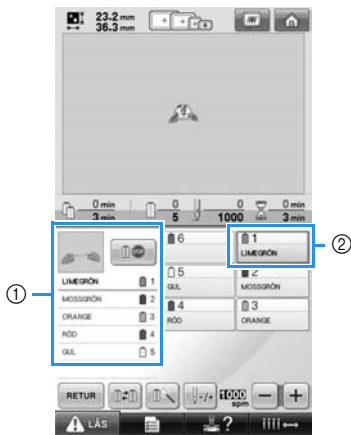 23.2 mm
36.3 mm
0 min
3 min
0
5
0
1000
0 min
3 min
6
1
LIMEGRÖN
LIMEGRÖN 1
MOSSGRÖN 2
ORANGE 3
RÖD 4
GUL 5
5
GUL
2
MOSSGRÖN
4
RÖD
3
ORANGE
1
2
RETUR
1000
spm
LÅS
?